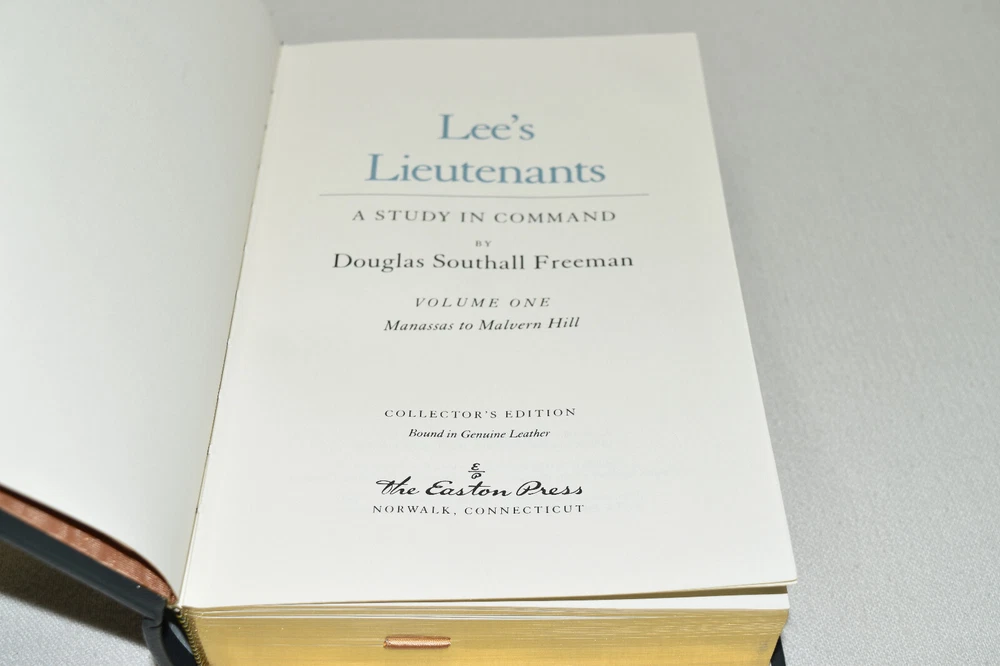 Lee's
Lieutenants
A STUDY IN COMMAND
BY
Douglas Southall Freeman
VOLUME ONE
Manassas to Malvern Hill
COLLECTOR'S EDITION
Bound in Genuine Leather
The Easton Press
NORWALK, CONNECTICUT